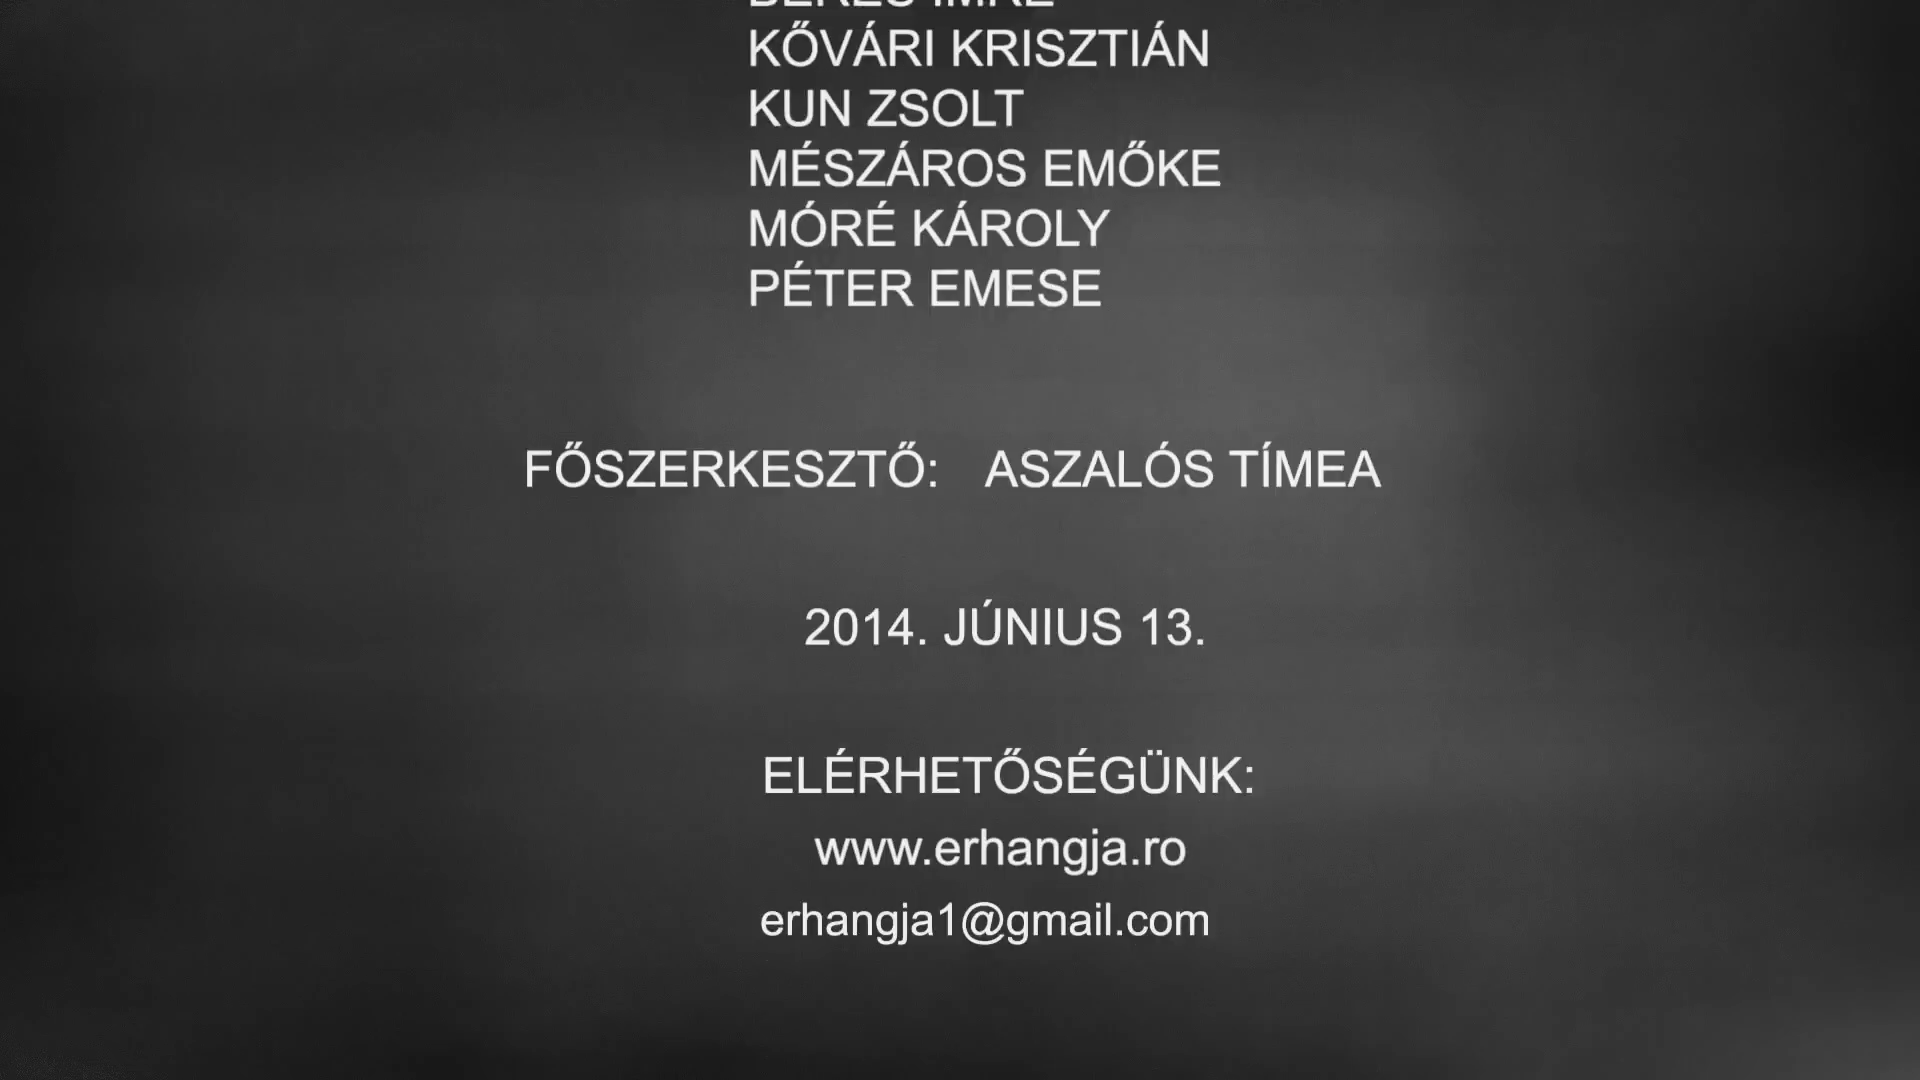 KŐVÁRI KRISZTIÁN
KUN ZSOLT
MÉSZÁROS EMŐKE
MÓRÉ KÁROLY
PÉTER EMESE
FŐSZERKESZTŐ: ASZALÓS TÍMEA
2014. JÚNIUS 13.
ELÉRHETŐSÉGÜNK:
www.erhangja.ro
erhangja1@gmail.com